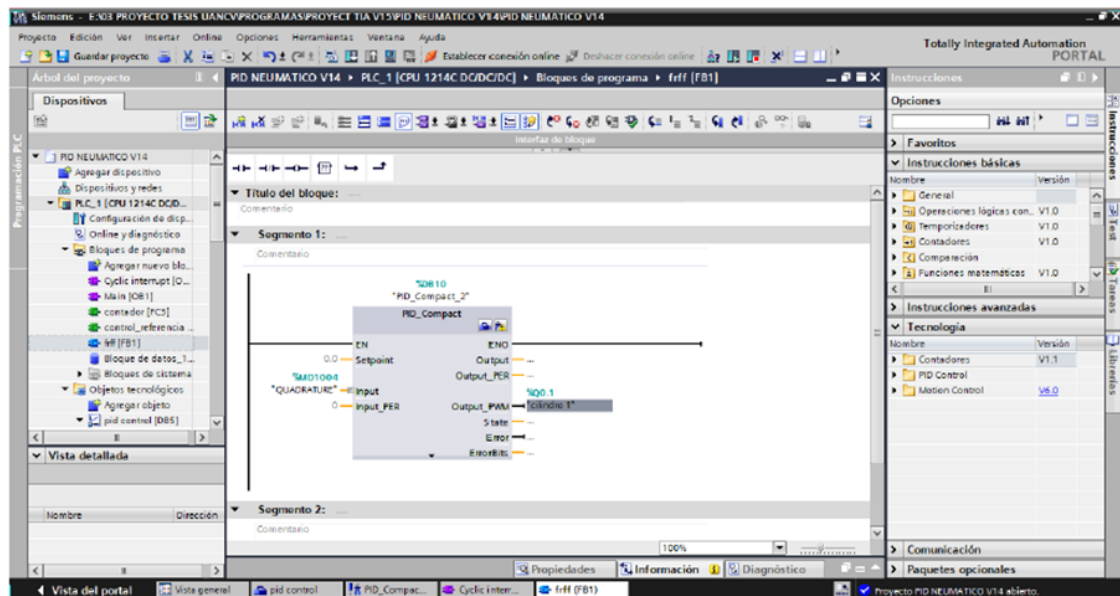 Siemens - E:\03 PROYECTO TESIS UANCV\PROGRAMAS\PROYECT TIA V15\PID NEUMATICO V14\PID NEUMATICO V14
Proyecto Edición Ver Insertar Online Opciones Herramientas Ventana Ayuda
Totally Integrated Automation
PORTAL
Guardar proyecto
Establecer conexión online
Deshacer conexión online
Árbol del proyecto
PID NEUMATICO V14 PLC_1 [CPU 1214C DC/DC/DC] Bloques de programa frff [FB1]
Instrucciones
Dispositivos
Programación PLC
PID NEUMATICO V14
Agregar dispositivo
Dispositivos y redes
PLC_1 [CPU 1214C DC/D...
Configuración de disp...
Online y diagnóstico
Bloques de programa
Agregar nuevo blo...
Cyclic interrupt [O...
Main [OB1]
contador [FC3]
control_referencia ...
frff [FB1]
Bloque de datos_1...
Bloques de sistema
Objetos tecnológicos
Agregar objeto
pid control [DB5]
Vista detallada
Nombre Dirección
Interfaz de bloque
Título del bloque: .....
Comentario
Segmento 1: .....
Comentario
%DB10
"PID_Compact_2"
PID_Compact
EN ENO
0.0 Setpoint Output ...
%MD1004 Output_PER ...
"QUADRATURE" Input %Q0.1
0 Input_PER Output_PWM "cilindro 1"
State ...
Error ...
ErrorBits ...
Segmento 2: .....
Comentario
100%
Propiedades Información Diagnóstico
Opciones
Favoritos
Instrucciones básicas
Nombre Versión
General
Operaciones lógicas con... V1.0
Temporizadores V1.0
Contadores V1.0
Comparación
Funciones matemáticas V1.0
Instrucciones avanzadas
Tecnología
Nombre Versión
Contadores V1.1
PID Control
Motion Control V6.0
Comunicación
Paquetes opcionales
Instrucciones
Test
Tareas
Librerías
Vista del portal Vista general pid control PID_Compac... Cyclic interr... frff (FB1) Proyecto PID NEUMATICO V14 abierto.